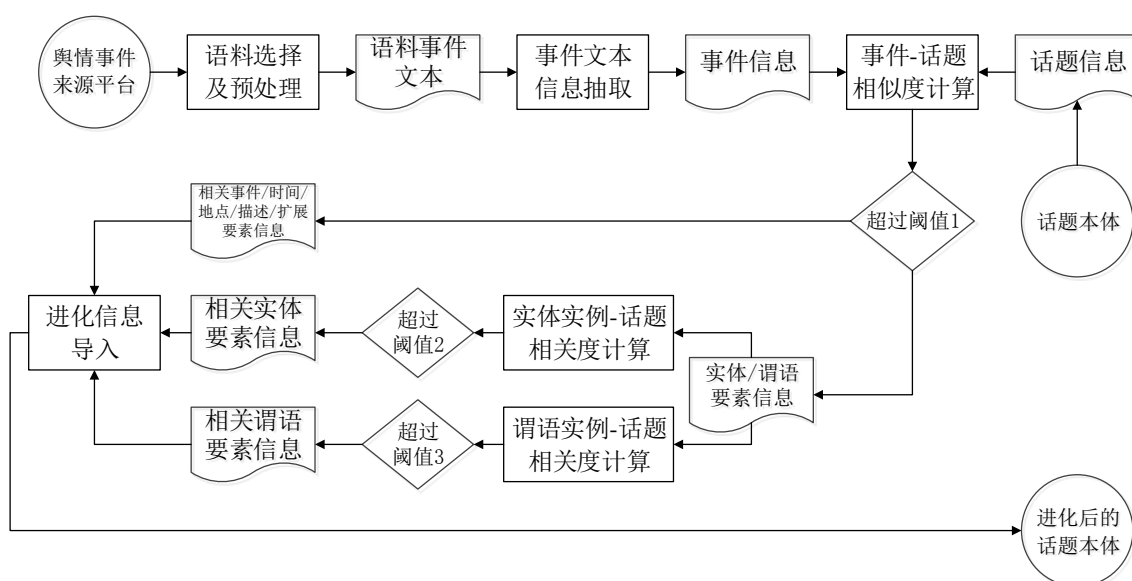 舆情事件
来源平台
语料选择
及预处理
语料事件
文本
事件文本
信息抽取
事件信息
事件-话题
相似度计算
话题信息
相关事件/时间/
地点/描述/扩展
要素信息
超过阈值1
话题本体
进化信息
导入
相关实体
要素信息
超过
阈值2
实体实例-话题
相关度计算
实体/谓语
要素信息
相关谓语
要素信息
超过
阈值3
谓语实例-话题
相关度计算
进化后的
话题本体